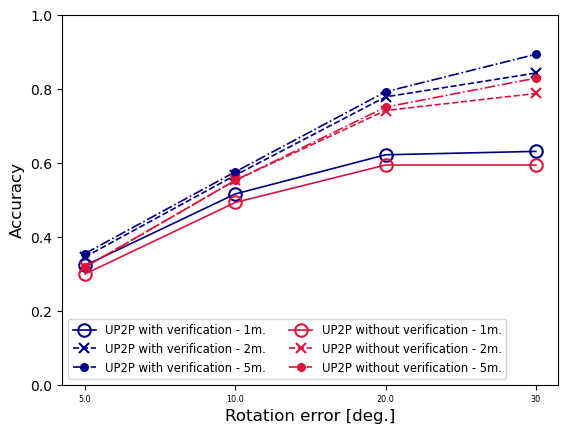 1.0
0.8
0.6
0.4
0.2
0.0
Accuracy
UP2P with verification - 1m.
UP2P with verification - 2m.
UP2P with verification - 5m.
UP2P without verification - 1m.
UP2P without verification - 2m.
UP2P without verification - 5m.
5.0 10.0 20.0 30
Rotation error [deg.]